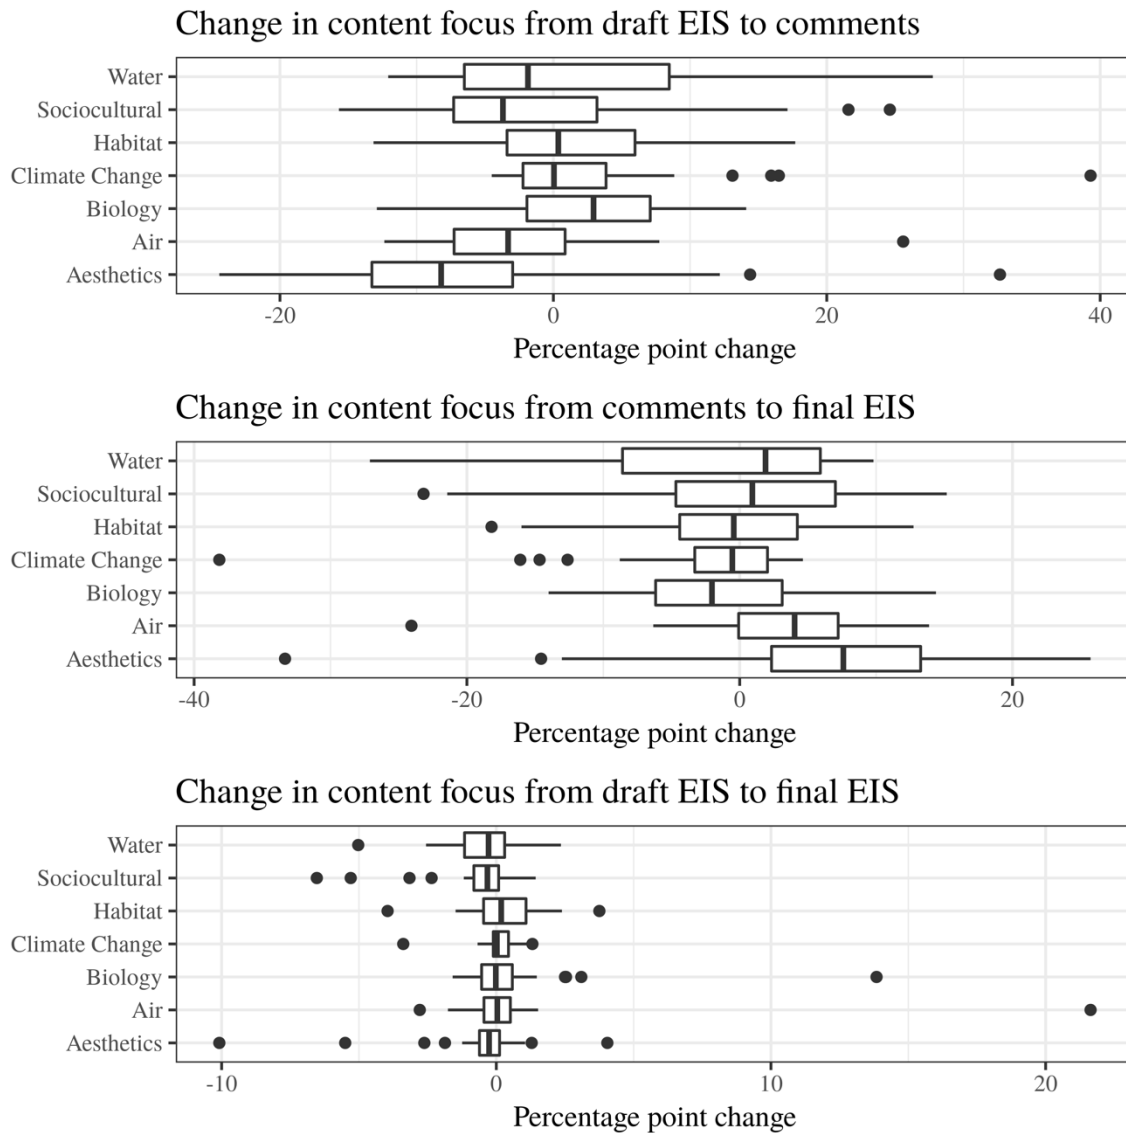 Change in content focus from draft EIS to comments
Water
Sociocultural
Habitat
Climate Change
Biology
Air
Aesthetics
-20 0 20 40
Percentage point change
Change in content focus from comments to final EIS
Water
Sociocultural
Habitat
Climate Change
Biology
Air
Aesthetics
-40 -20 0 20
Percentage point change
Change in content focus from draft EIS to final EIS
Water
Sociocultural
Habitat
Climate Change
Biology
Air
Aesthetics
-10 0 10 20
Percentage point change